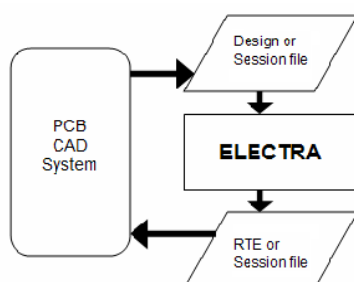 Design or
Session file
PCB
CAD
System
ELECTRA
RTE or
Session file